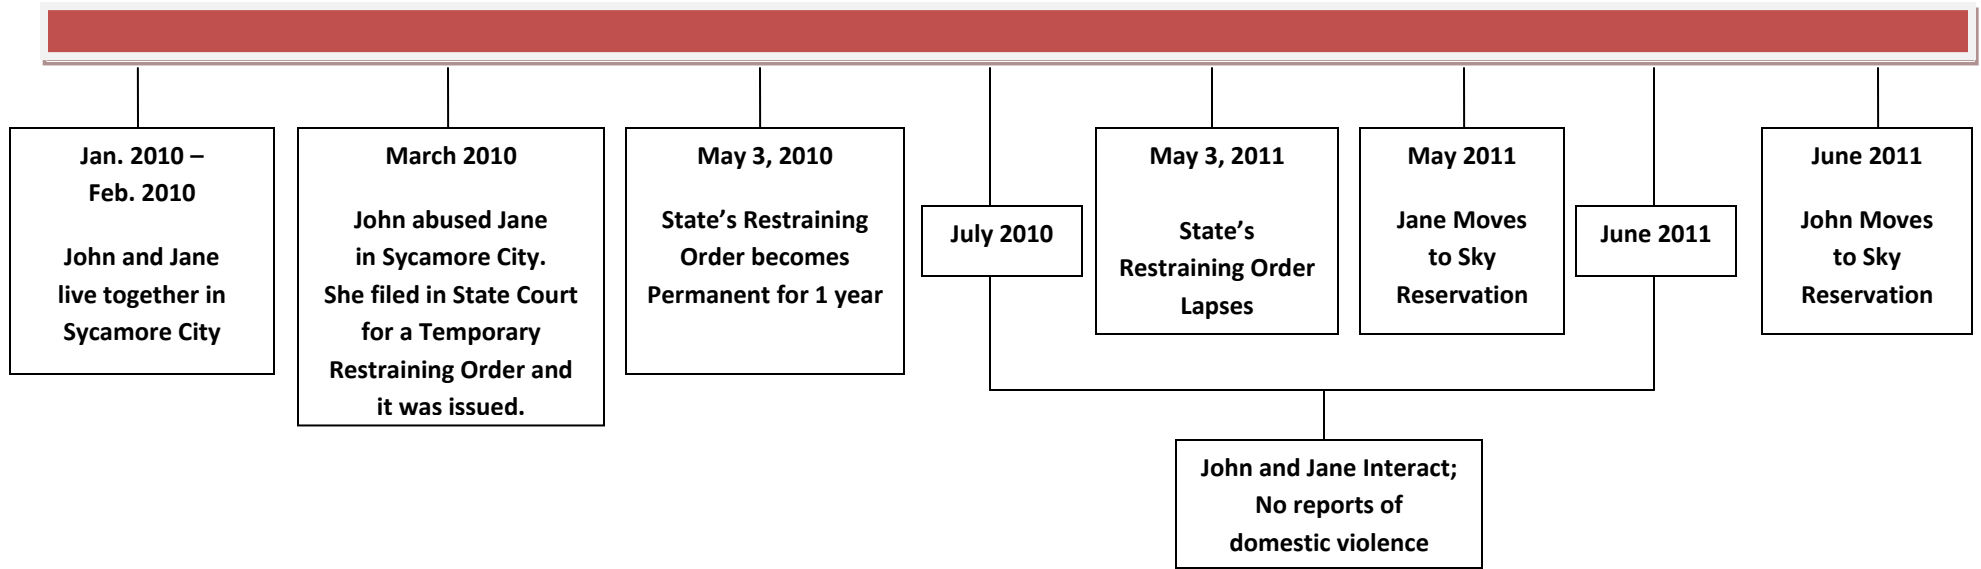 Jan. 2010 –
Feb. 2010
John and Jane
live together in
Sycamore City
March 2010
John abused Jane
in Sycamore City.
She filed in State Court
for a Temporary
Restraining Order and
it was issued.
May 3, 2010
State’s Restraining
Order becomes
Permanent for 1 year
July 2010
May 3, 2011
State’s
Restraining Order
Lapses
May 2011
Jane Moves
to Sky
Reservation
June 2011
June 2011
John Moves
to Sky
Reservation
John and Jane Interact;
No reports of
domestic violence